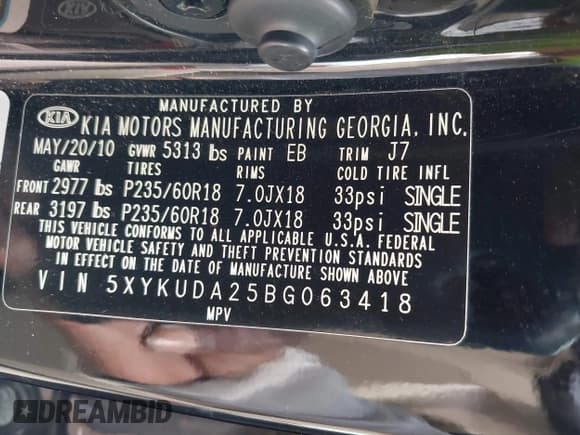 KIA
MANUFACTURED BY
KIA KIA MOTORS MANUFACTURING GEORGIA, INC.
MAY/20/10 GVWR 5313 lbs PAINT EB TRIM J7
GAWR TIRES RIMS COLD TIRE INFL
FRONT 2977 lbs P235/60R18 7.0JX18 33psi SINGLE
REAR 3197 lbs P235/60R18 7.0JX18 33psi SINGLE
THIS VEHICLE CONFORMS TO ALL APPLICABLE U.S.A. FEDERAL
MOTOR VEHICLE SAFETY AND THEFT PREVENTION STANDARDS
IN EFFECT ON THE DATE OF MANUFACTURE SHOWN ABOVE
VIN 5XYKUDA25BG063418
MPV
DREAMBID